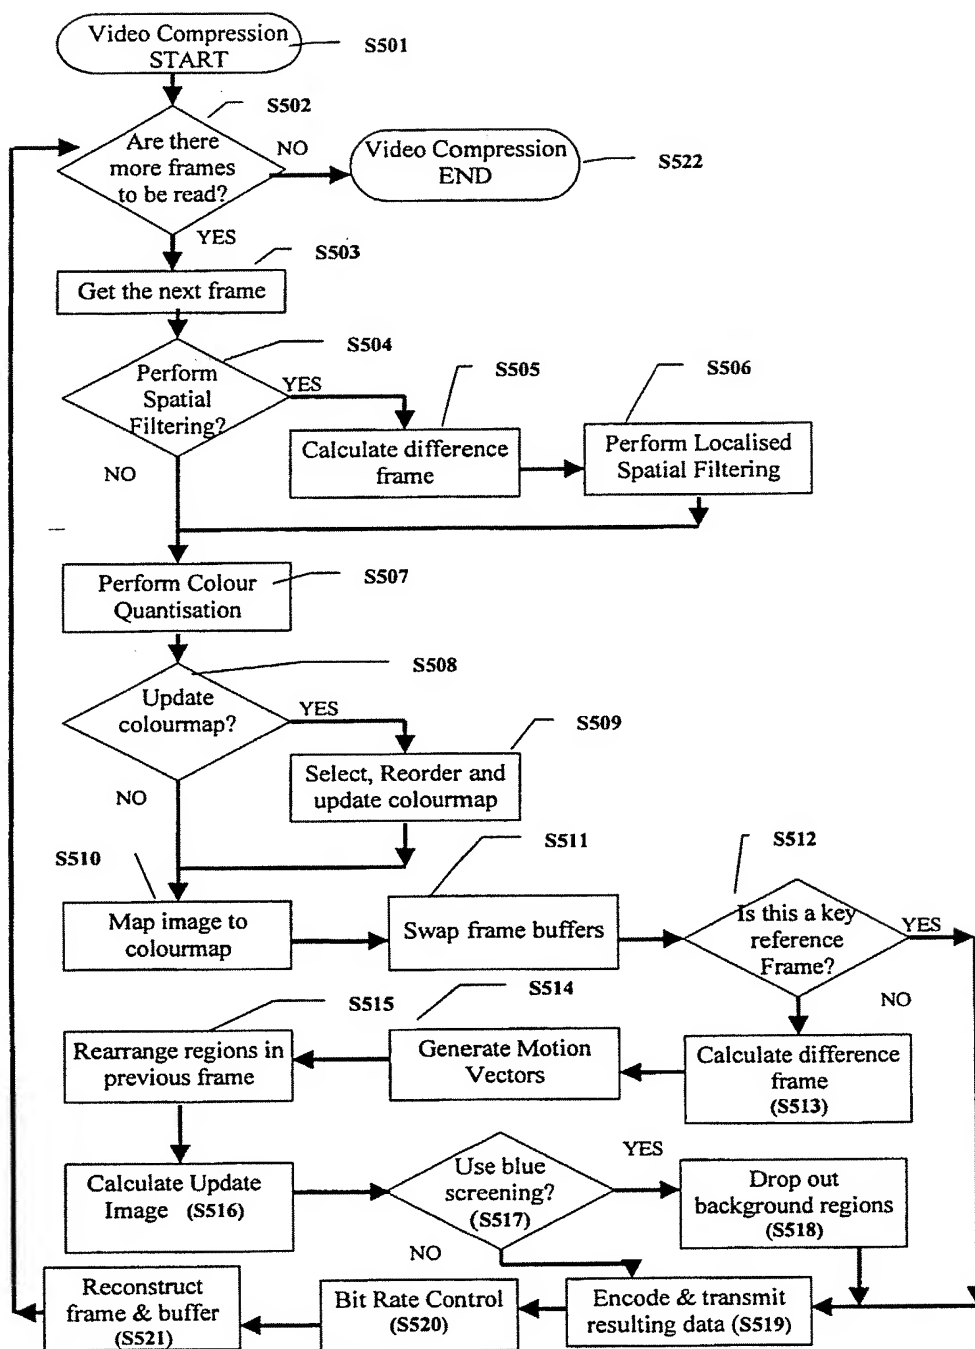 Video Compression
START
S501
S502
Are there
more frames
to be read?
NO
Video Compression
END
S522
YES
S503
Get the next frame
S504
Perform
Spatial
Filtering?
YES
S505
S506
Calculate difference
frame
Perform Localised
Spatial Filtering
NO
Perform Colour
Quantisation
S507
S508
Update
colourmap?
YES
S509
Select, Reorder and
update colourmap
NO
S510
S511
S512
Map image to
colourmap
Swap frame buffers
Is this a key
reference
Frame?
YES
NO
S515
S514
Rearrange regions in
previous frame
Generate Motion
Vectors
Calculate difference
frame
(S513)
Calculate Update
Image (S516)
Use blue
screening?
(S517)
YES
Drop out
background regions
(S518)
NO
Reconstruct
frame & buffer
(S521)
Bit Rate Control
(S520)
Encode & transmit
resulting data (S519)